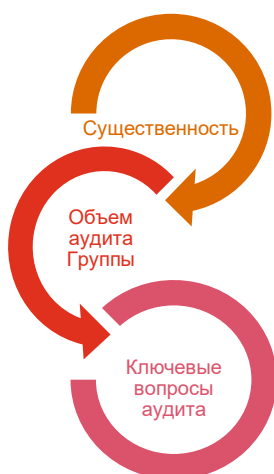 Существенность
Объем
аудита
Группы
Ключевые
вопросы
аудита